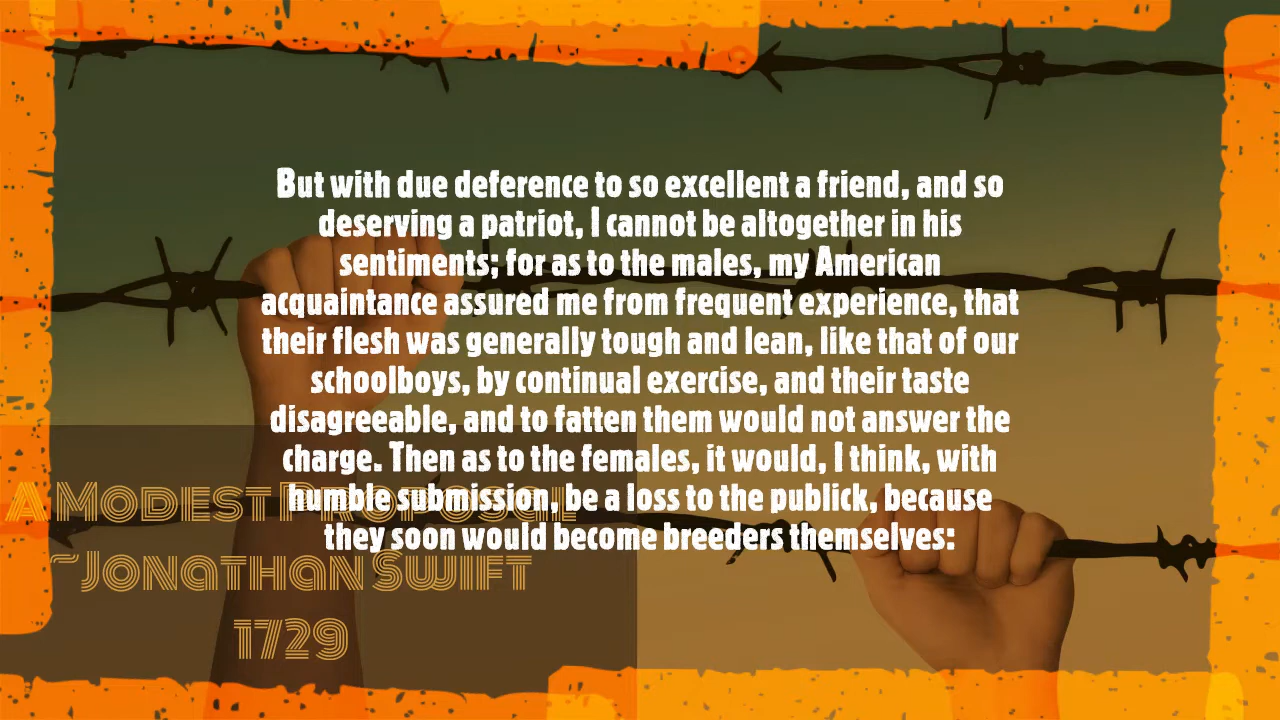 But with due deference to so excellent a friend, and so
deserving a patriot, I cannot be altogether in his
sentiments; for as to the males, my American
acquaintance assured me from frequent experience, that
their flesh was generally tough and lean, like that of our
schoolboys, by continual exercise, and their taste
disagreeable, and to fatten them would not answer the
charge. Then as to the females, it would, I think, with
humble submission, be a loss to the publick, because
they soon would become breeders themselves:
A Modest Proposal
~Jonathan Swift
1729